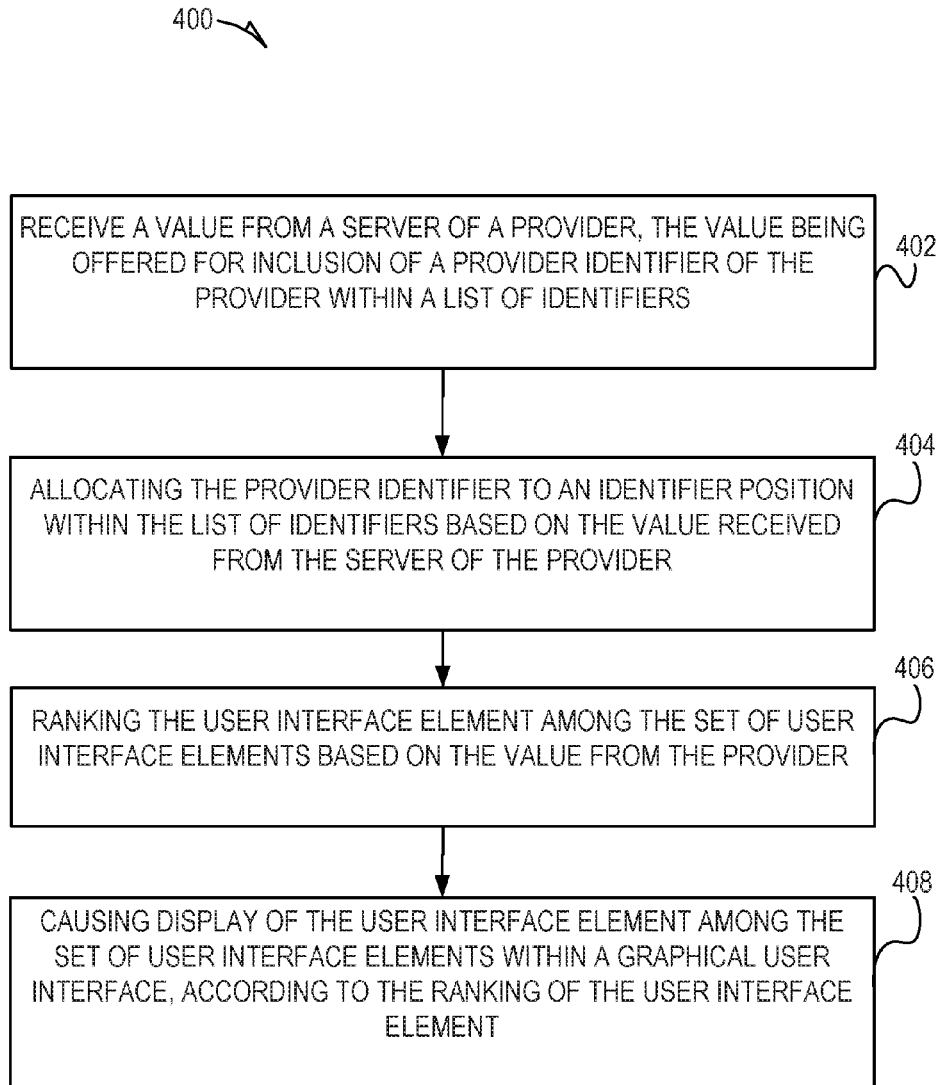 400
RECEIVE A VALUE FROM A SERVER OF A PROVIDER, THE VALUE BEING
OFFERED FOR INCLUSION OF A PROVIDER IDENTIFIER OF THE
PROVIDER WITHIN A LIST OF IDENTIFIERS
402
404
ALLOCATING THE PROVIDER IDENTIFIER TO AN IDENTIFIER POSITION
WITHIN THE LIST OF IDENTIFIERS BASED ON THE VALUE RECEIVED
FROM THE SERVER OF THE PROVIDER
406
RANKING THE USER INTERFACE ELEMENT AMONG THE SET OF USER
INTERFACE ELEMENTS BASED ON THE VALUE FROM THE PROVIDER
408
CAUSING DISPLAY OF THE USER INTERFACE ELEMENT AMONG THE
SET OF USER INTERFACE ELEMENTS WITHIN A GRAPHICAL USER
INTERFACE, ACCORDING TO THE RANKING OF THE USER INTERFACE
ELEMENT